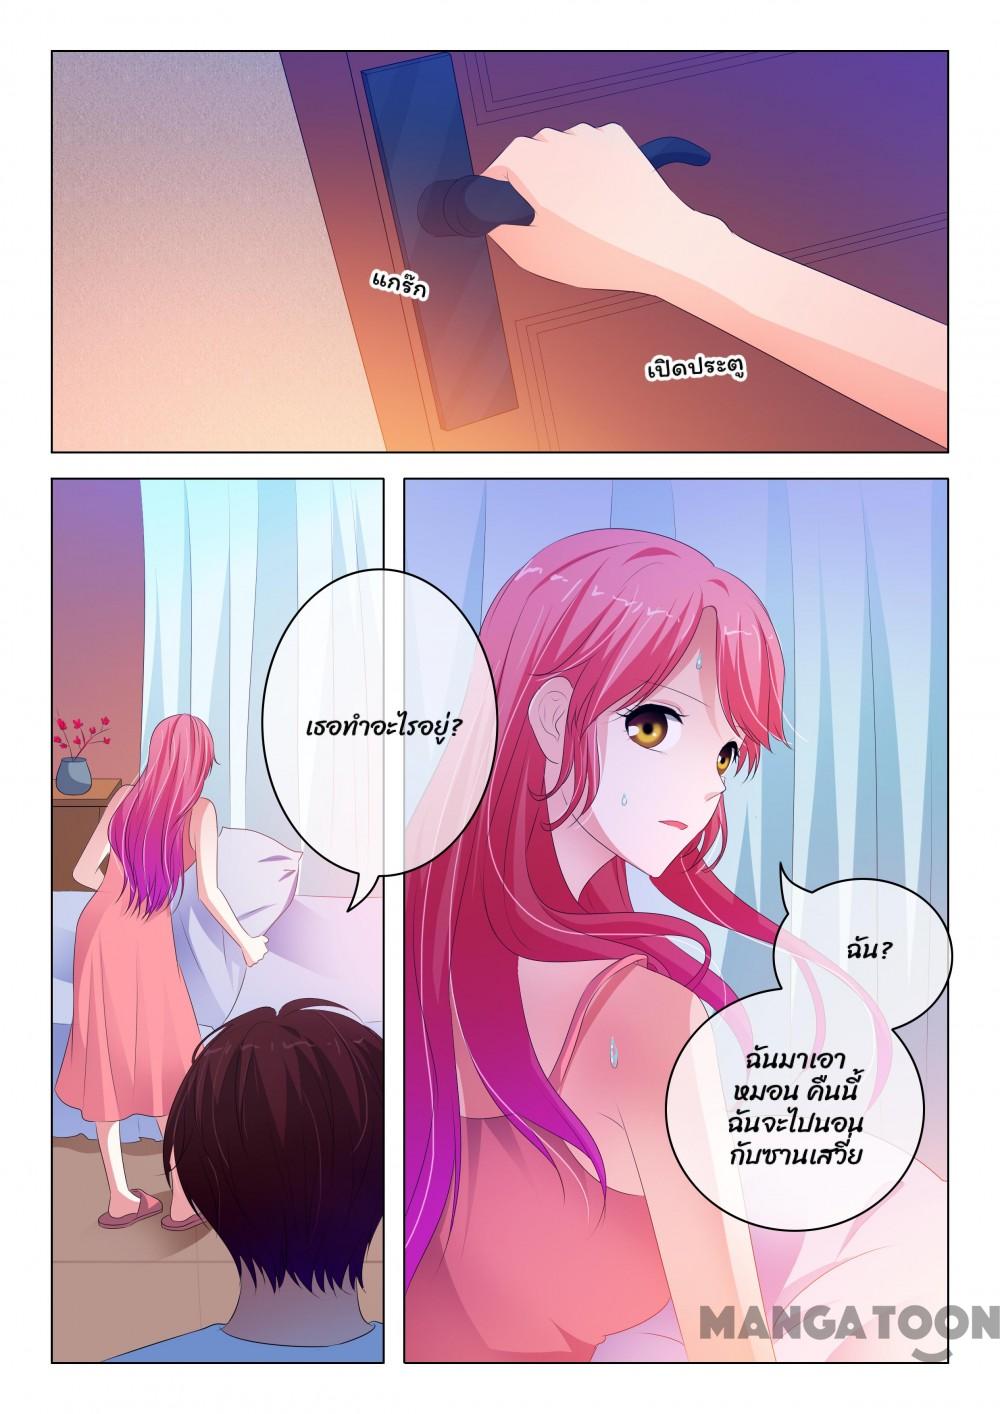 แกร๊ก
เปิดประตู
เธอทำอะไรอยู่?
ฉัน?
ฉันมาเอา
หมอน คืนนี้
ฉันจะไปนอน
กับซานเสวี่ย
MANGATOON